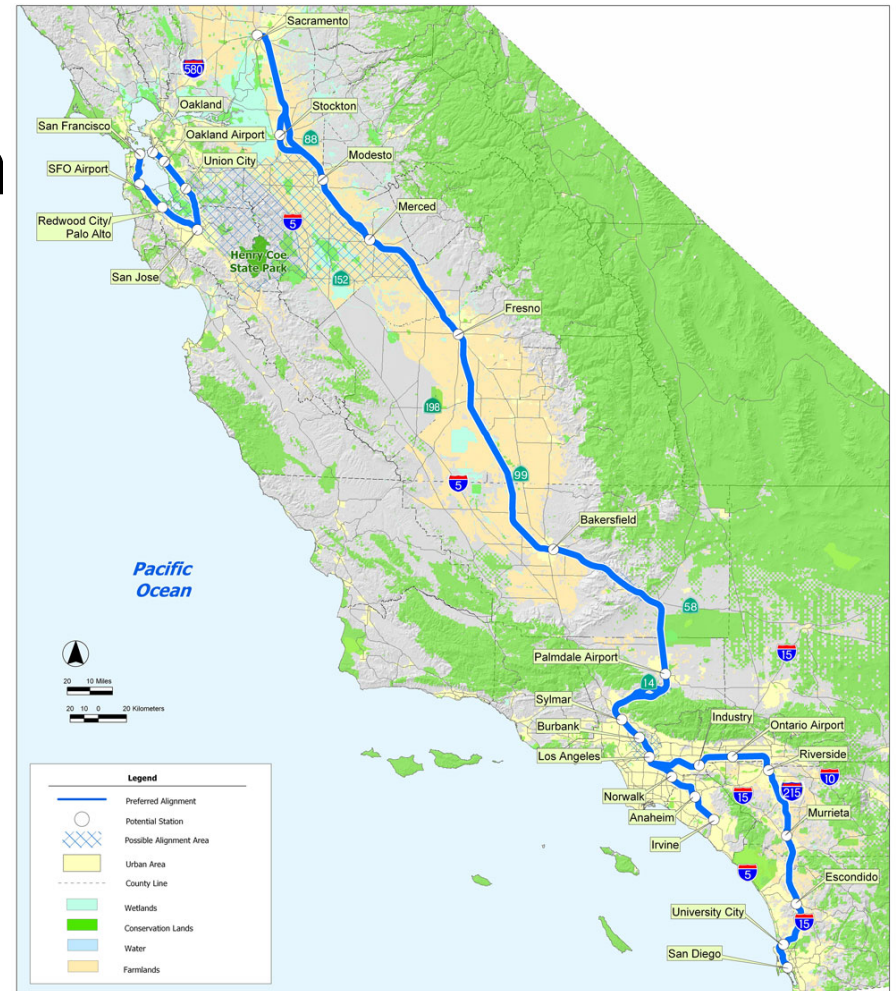 Sacramento
580
Oakland
Stockton
San Francisco
Oakland Airport
88
Modesto
SFO Airport
Union City
Merced
Redwood City/
Palo Alto
5
Henry Coe
State Park
San Jose
152
Fresno
198
99
5
Bakersfield
Pacific
Ocean
58
15
Palmdale Airport
14
20 10 Miles
20 10 0 20 Kilometers
Sylmar
Industry
Ontario Airport
Burbank
Los Angeles
Riverside
10
Norwalk
15
215
Anaheim
Murrieta
Irvine
5
Escondido
University City
15
San Diego
Legend
Preferred Alignment
Potential Station
Possible Alignment Area
Urban Area
County Line
Wetlands
Conservation Lands
Water
Farmlands